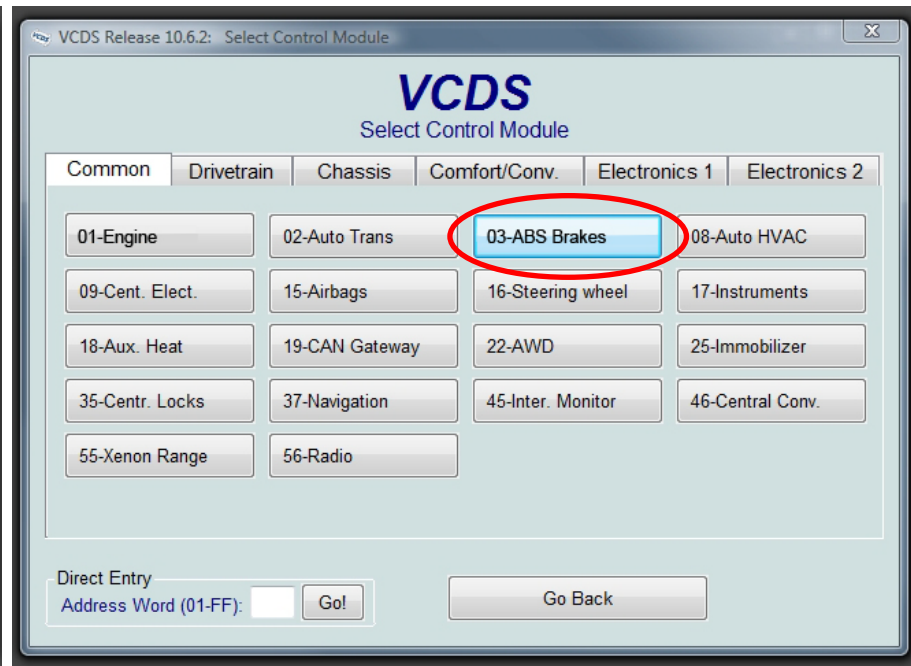 VCDS Release 10.6.2: Select Control Module
VCDS
Select Control Module
Common Drivetrain Chassis Comfort/Conv. Electronics 1 Electronics 2
01-Engine 02-Auto Trans 03-ABS Brakes 08-Auto HVAC
09-Cent. Elect. 15-Airbags 16-Steering wheel 17-Instruments
18-Aux. Heat 19-CAN Gateway 22-AWD 25-Immobilizer
35-Centr. Locks 37-Navigation 45-Inter. Monitor 46-Central Conv.
55-Xenon Range 56-Radio
Direct Entry
Address Word (01-FF): Go! Go Back